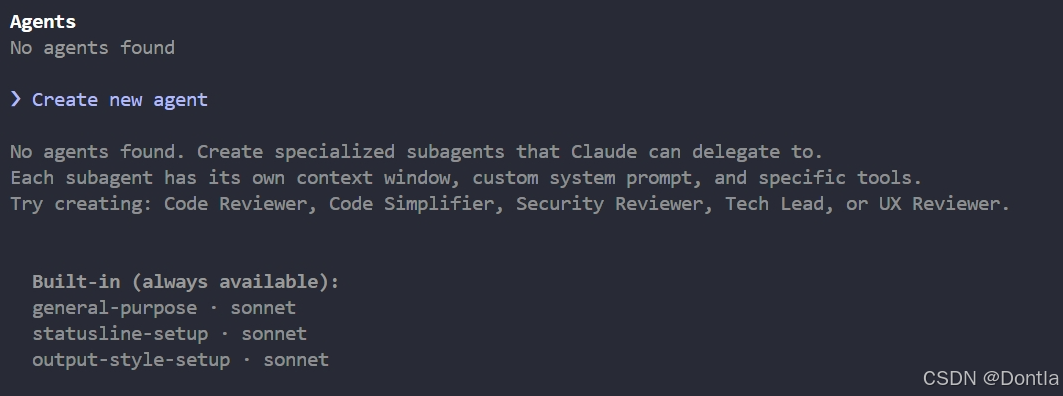 Agents
No agents found
❯ Create new agent
No agents found. Create specialized subagents that Claude can delegate to.
Each subagent has its own context window, custom system prompt, and specific tools.
Try creating: Code Reviewer, Code Simplifier, Security Reviewer, Tech Lead, or UX Reviewer.
Built-in (always available):
general-purpose · sonnet
statusline-setup · sonnet
output-style-setup · sonnet
CSDN @Dontla